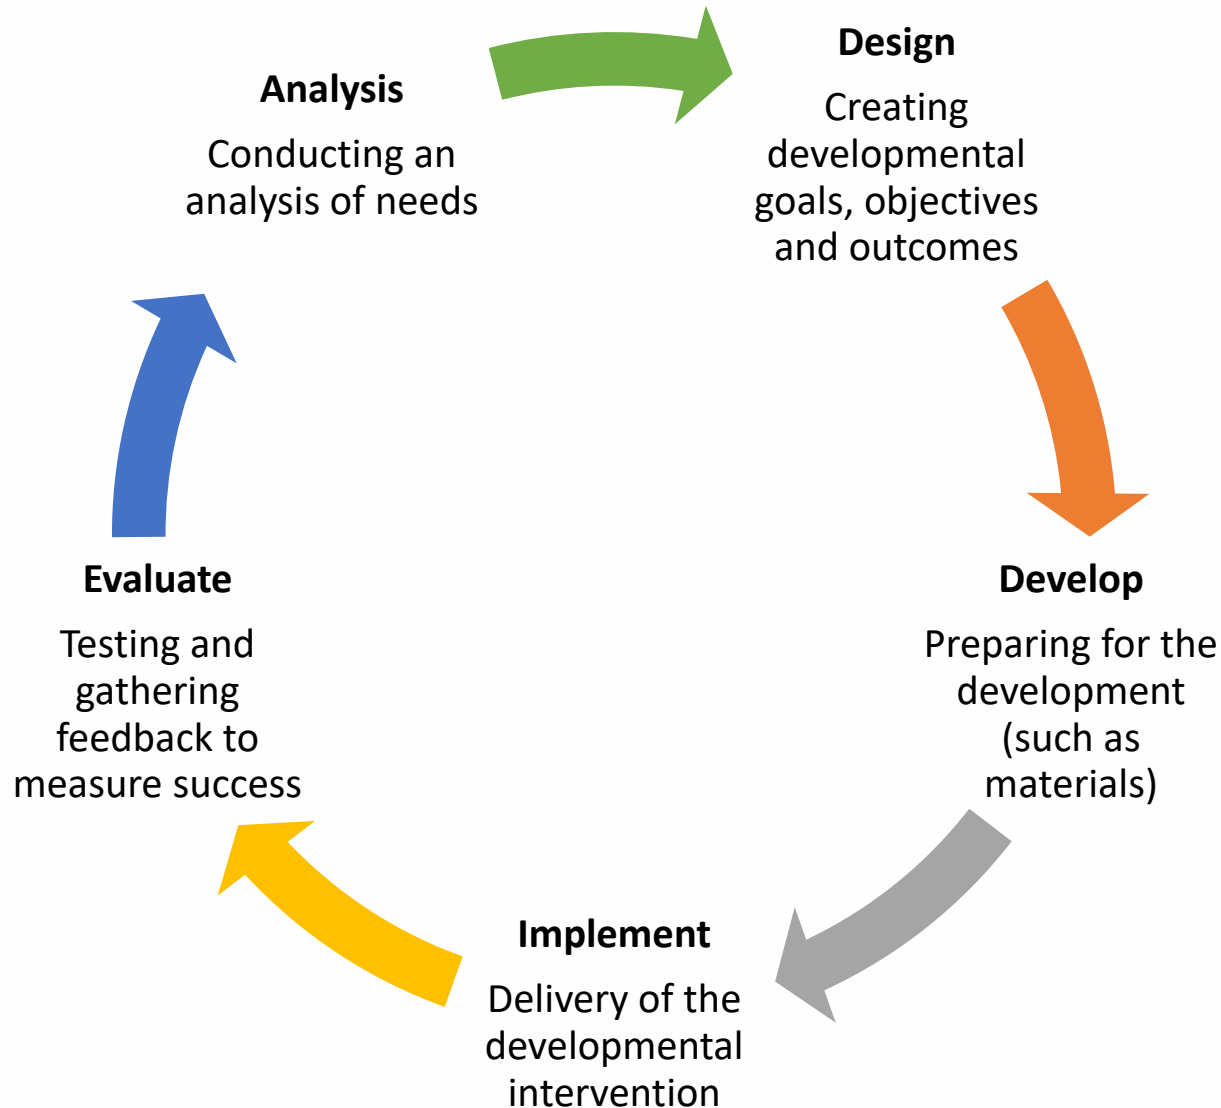 Analysis
Conducting an
analysis of needs
Design
Creating
developmental
goals, objectives
and outcomes
Develop
Preparing for the
development
(such as
materials)
Implement
Delivery of the
developmental
intervention
Evaluate
Testing and
gathering
feedback to
measure success